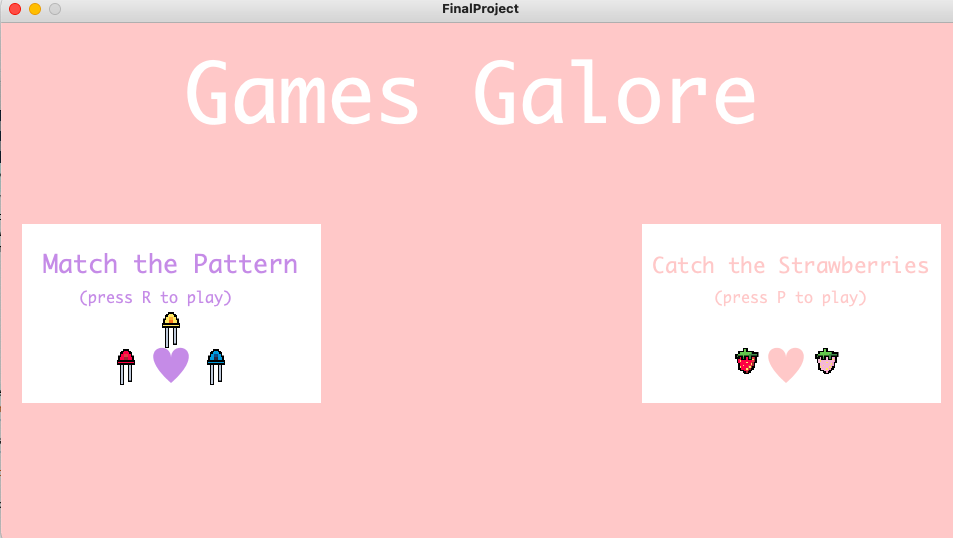 FinalProject
Games Galore
Match the Pattern
(press R to play)
Catch the Strawberries
(press P to play)